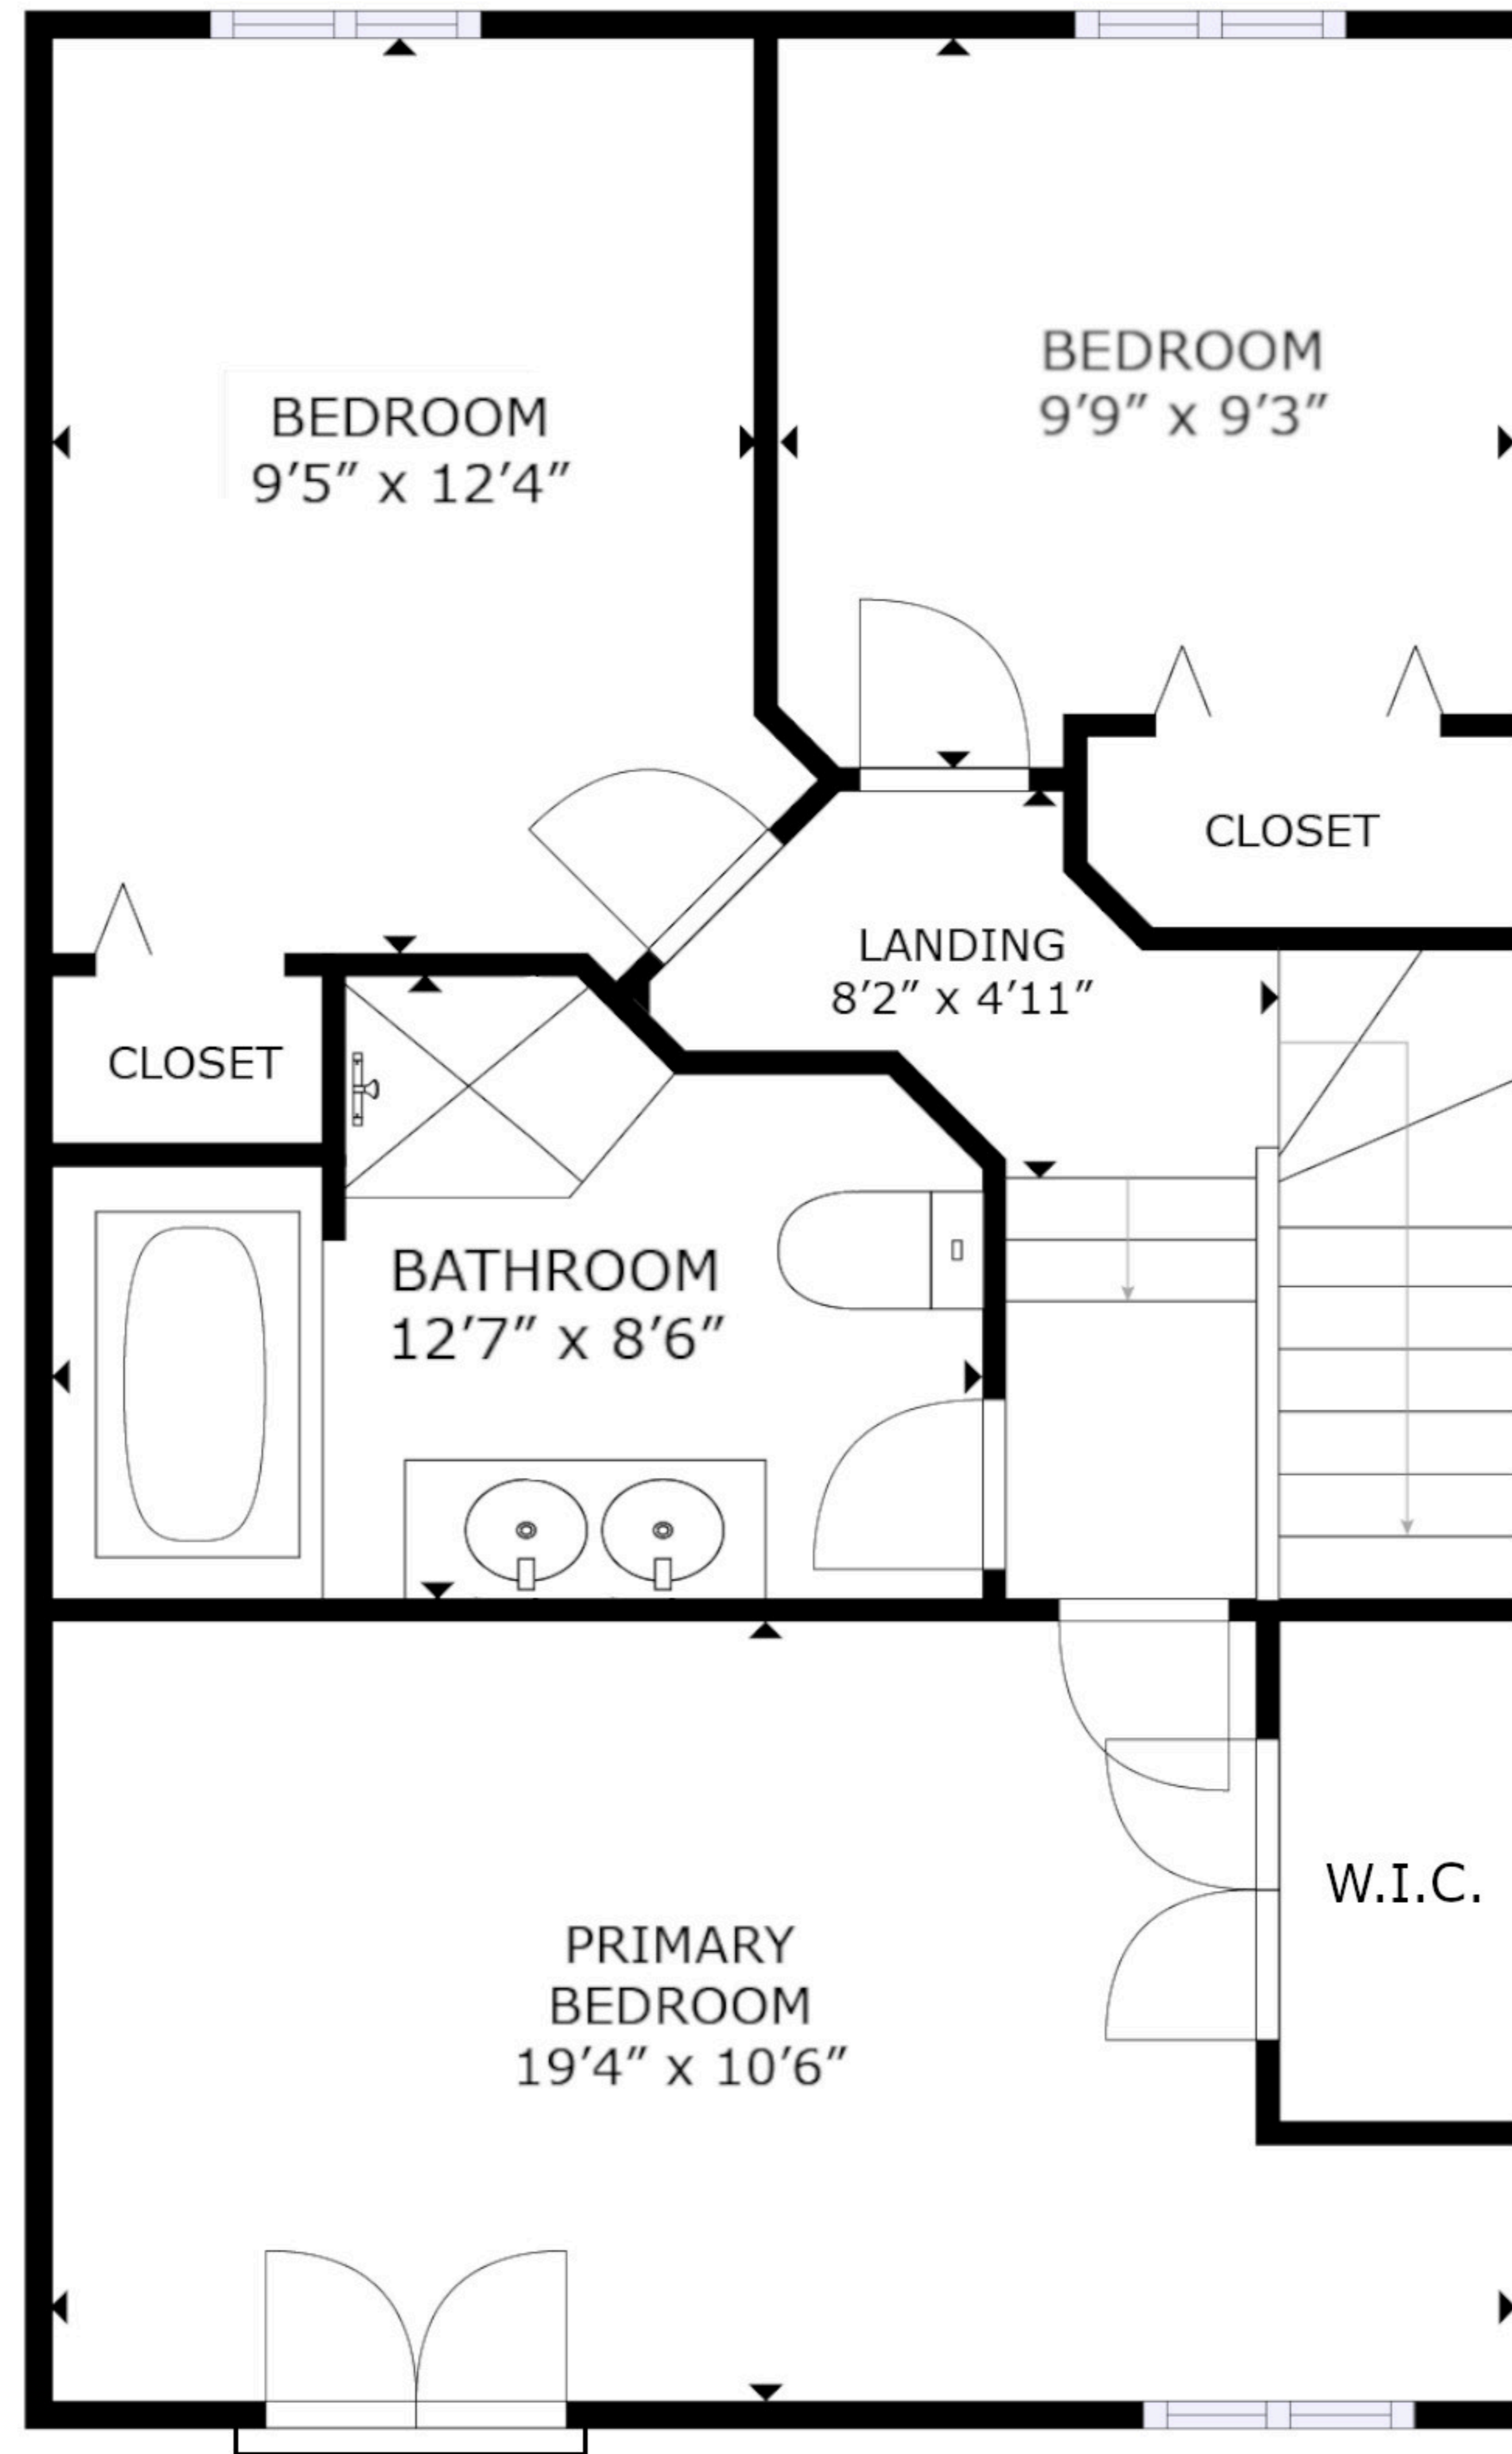 BEDROOM
9′5″ x 12′4″
BEDROOM
9′9″ x 9′3″
CLOSET
LANDING
8′2″ x 4′11″
CLOSET
BATHROOM
12′7″ x 8′6″
W.I.C.
PRIMARY
BEDROOM
19′4″ x 10′6″